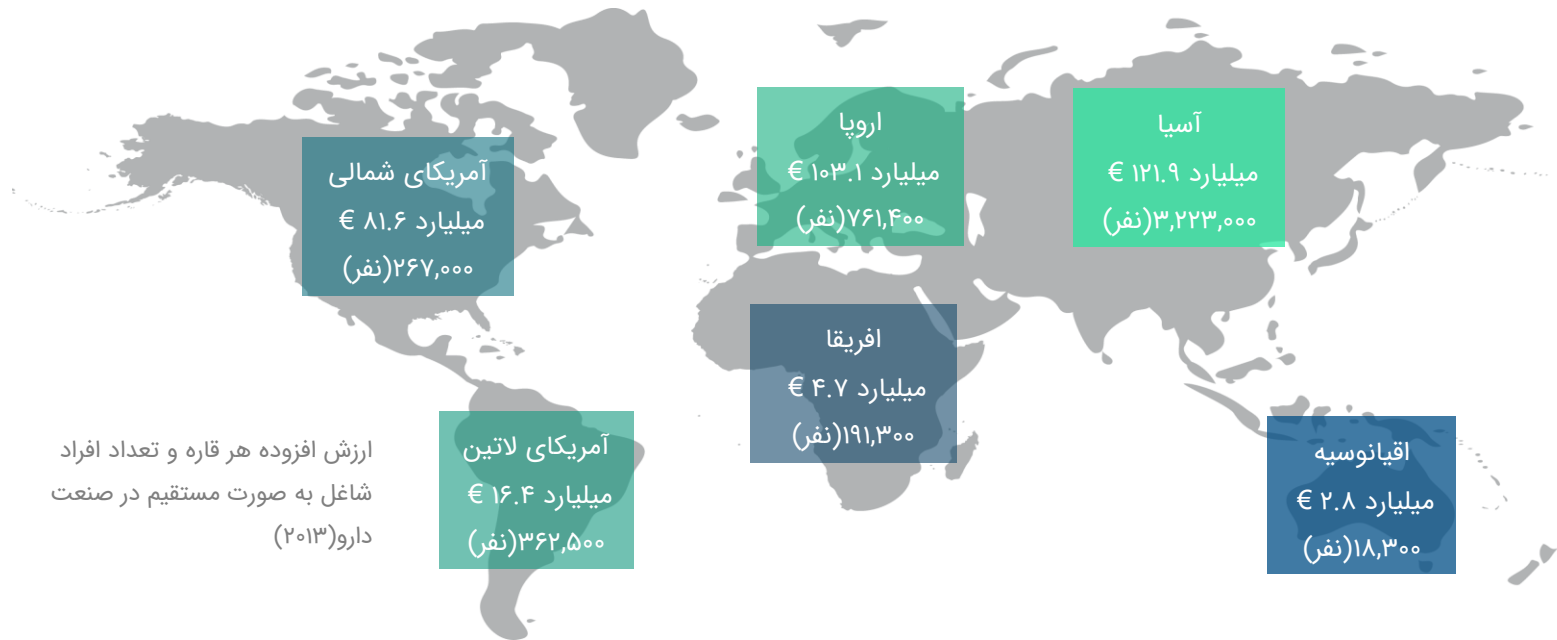 آمریکای شمالی
میلیارد ۸۱.۶ €
۲۶۷,۰۰۰(نفر)
اروپا
میلیارد ۱۰۳.۱ €
۷۶۱,۴۰۰(نفر)
آسیا
میلیارد ۱۲۱.۹ €
۳,۲۲۳,۰۰۰(نفر)
افریقا
میلیارد ۴.۷ €
۱۹۱,۳۰۰(نفر)
آمریکای لاتین
میلیارد ۱۶.۴ €
۳۶۲,۵۰۰(نفر)
اقیانوسیه
میلیارد ۲.۸ €
۱۸,۳۰۰(نفر)
ارزش افزوده هر قاره و تعداد افراد
شاغل به صورت مستقیم در صنعت
دارو(۲۰۱۳)